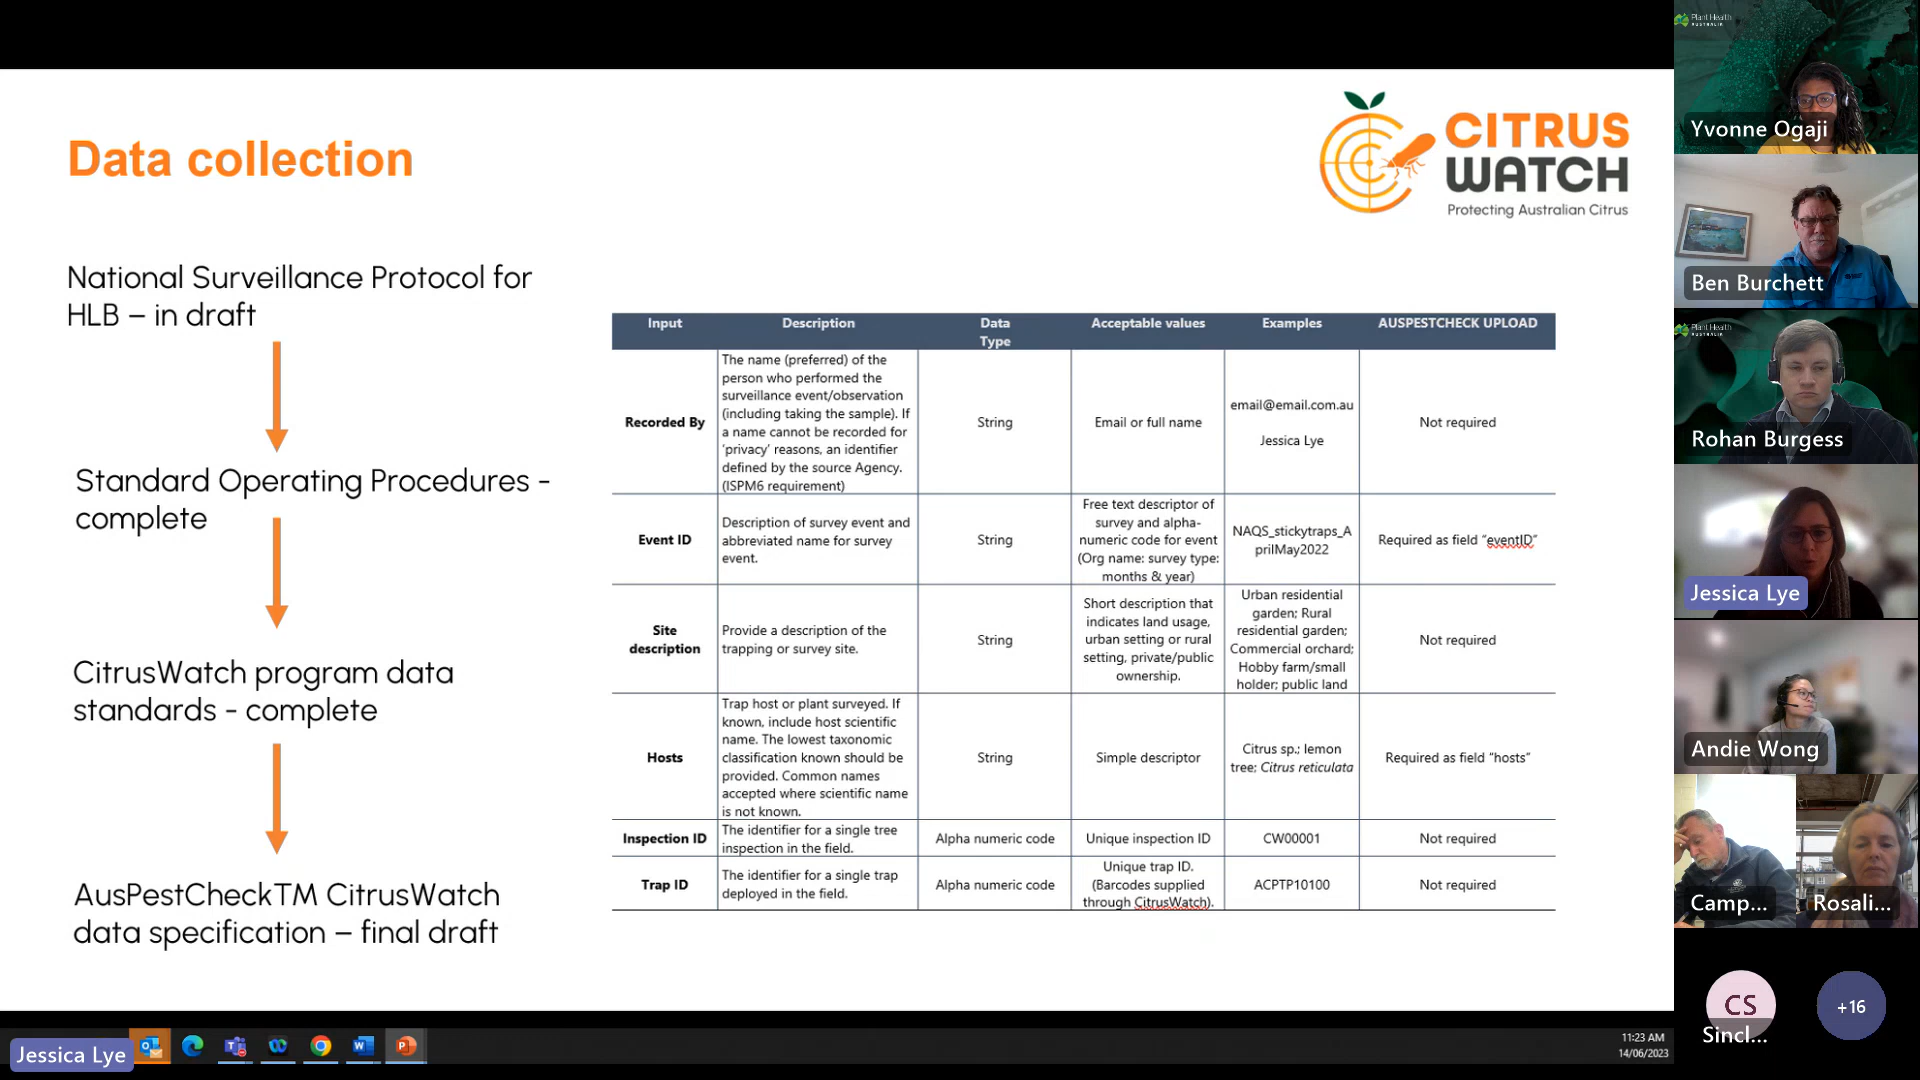 Data collection
CITRUS
WATCH
Protecting Australian Citrus
National Surveillance Protocol for
HLB – in draft
Standard Operating Procedures -
complete
CitrusWatch program data
standards - complete
AusPestCheckTM CitrusWatch
data specification – final draft
Input
Description
Data
Type
Acceptable values
Examples
AUSPESTCHECK UPLOAD
Recorded By
The name (preferred) of the
person who performed the
surveillance event/observation
(including taking the sample). If
a name cannot be recorded for
'privacy' reasons, an identifier
defined by the source Agency.
(ISPM6 requirement)
String
Email or full name
email@email.com.au
Jessica Lye
Not required
Event ID
Description of survey event and
abbreviated name for survey
event.
String
Free text descriptor of
survey and alpha-
numeric code for event
(Org name: survey type:
months & year)
NAQS_stickytraps_A
prilMay2022
Required as field "eventID"
Site
description
Provide a description of the
trapping or survey site.
String
Short description that
indicates land usage,
urban setting or rural
setting, private/public
ownership.
Urban residential
garden; Rural
residential garden;
Commercial orchard;
Hobby farm/small
holder; public land
Not required
Hosts
Trap host or plant surveyed. If
known, include host scientific
name. The lowest taxonomic
classification known should be
provided. Common names
accepted where scientific name
is not known.
String
Simple descriptor
Citrus sp.; lemon
tree; Citrus reticulata
Required as field "hosts"
Inspection ID
The identifier for a single tree
inspection in the field.
Alpha numeric code
Unique inspection ID
CW00001
Not required
Trap ID
The identifier for a single trap
deployed in the field.
Alpha numeric code
Unique trap ID.
(Barcodes supplied
through CitrusWatch).
ACPTP10100
Not required
Plant Health
AUSTRALIA
Yvonne Ogaji
Ben Burchett
Plant Health
AUSTRALIA
Rohan Burgess
Jessica Lye
Andie Wong
Camp...
Rosali...
CS
Sincl...
+16
Jessica Lye
11:23 AM
14/06/2023